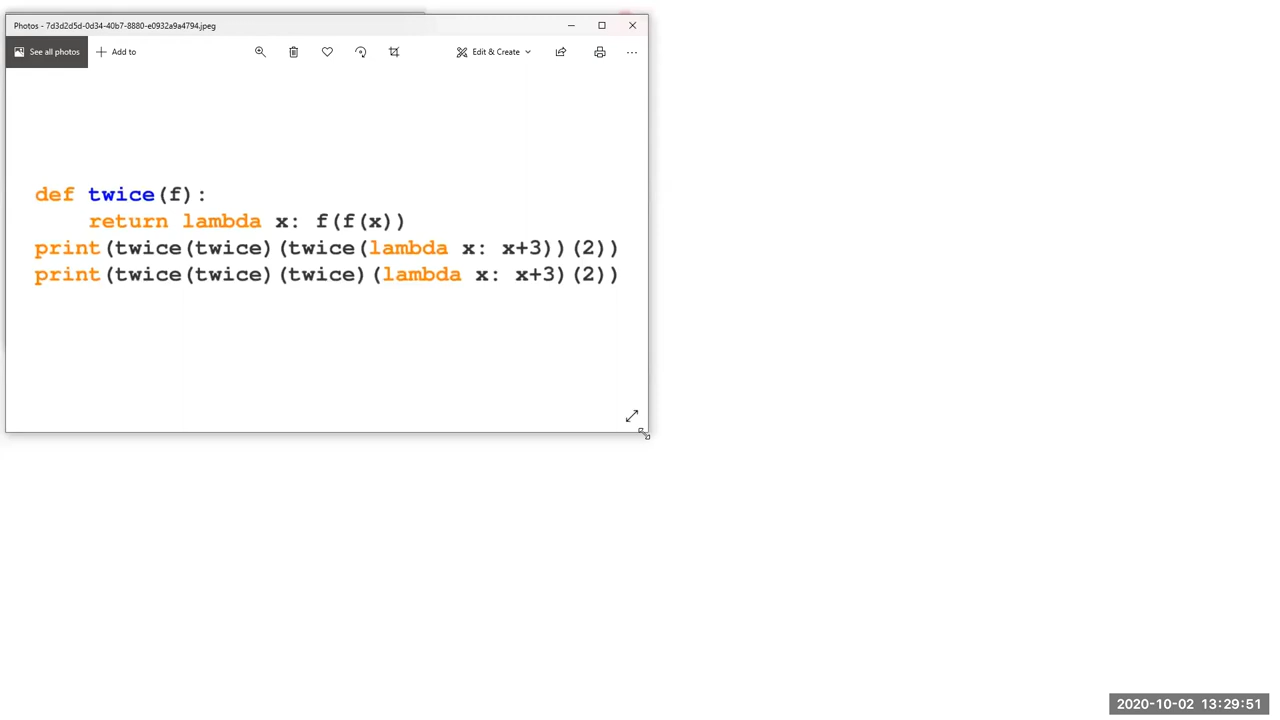 Photos - 7d3d2d5d-0d34-40b7-8880-e0932a9a4794.jpeg
See all photos
Add to
Edit & Create
def twice(f):
    return lambda x: f(f(x))
print(twice(twice)(twice(lambda x: x+3))(2))
print(twice(twice)(twice)(lambda x: x+3)(2))
2020-10-02 13:29:51